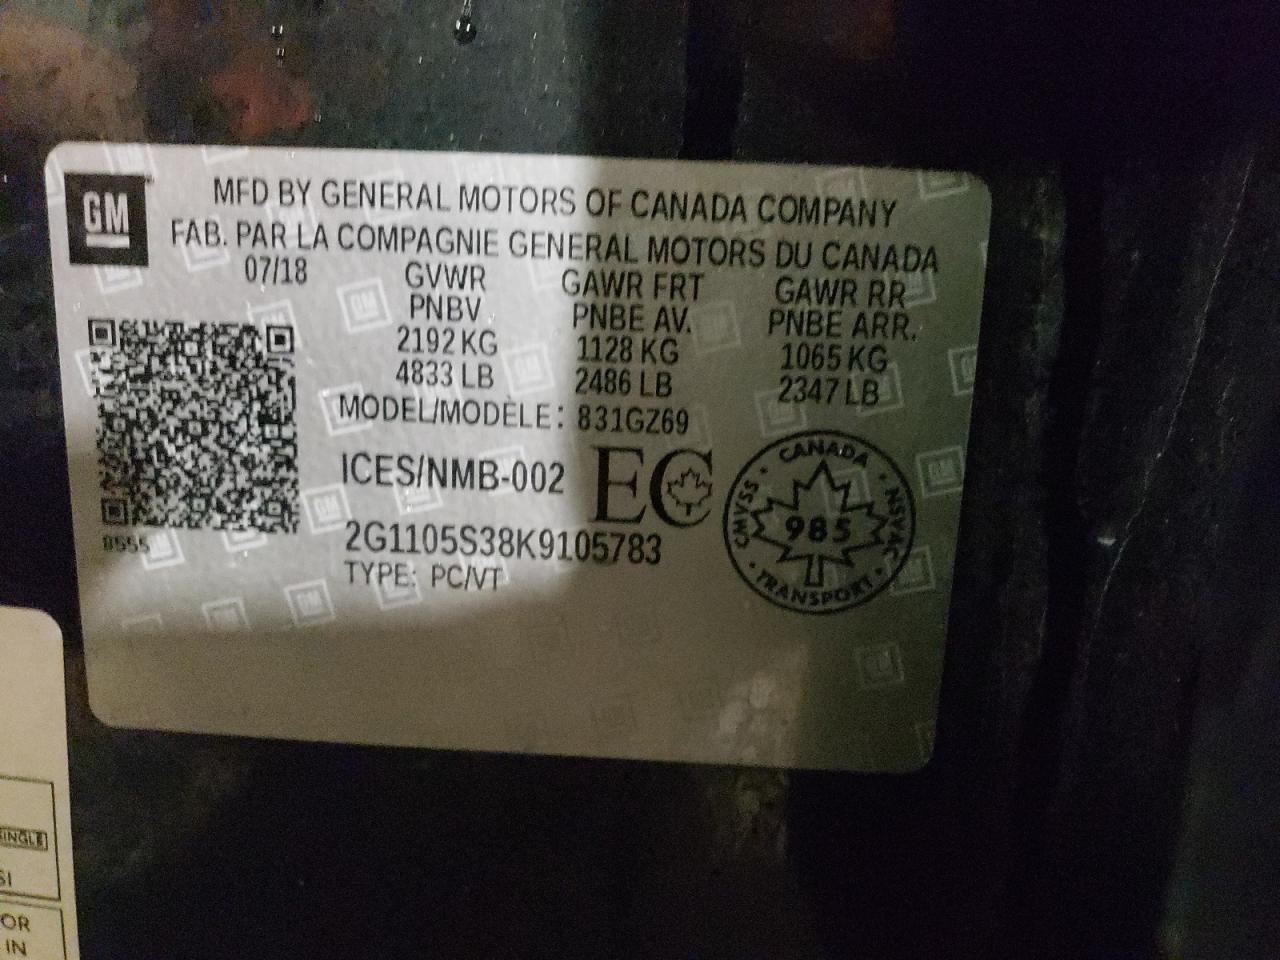 GM
MFD BY GENERAL MOTORS OF CANADA COMPANY
FAB. PAR LA COMPAGNIE GENERAL MOTORS DU CANADA
07/18 GVWR GAWR FRT GAWR RR
PNBV PNBE AV. PNBE ARR.
2192 KG 1128 KG 1065 KG
4833 LB 2486 LB 2347 LB
MODEL/MODÈLE: 831GZ69
ICES/NMB-002 EC
2G1105S38K9105783
TYPE: PC/VT
8555
CANADA
CMVSS 985 NSVAC
TRANSPORT
SINGLE
SI
OR
IN